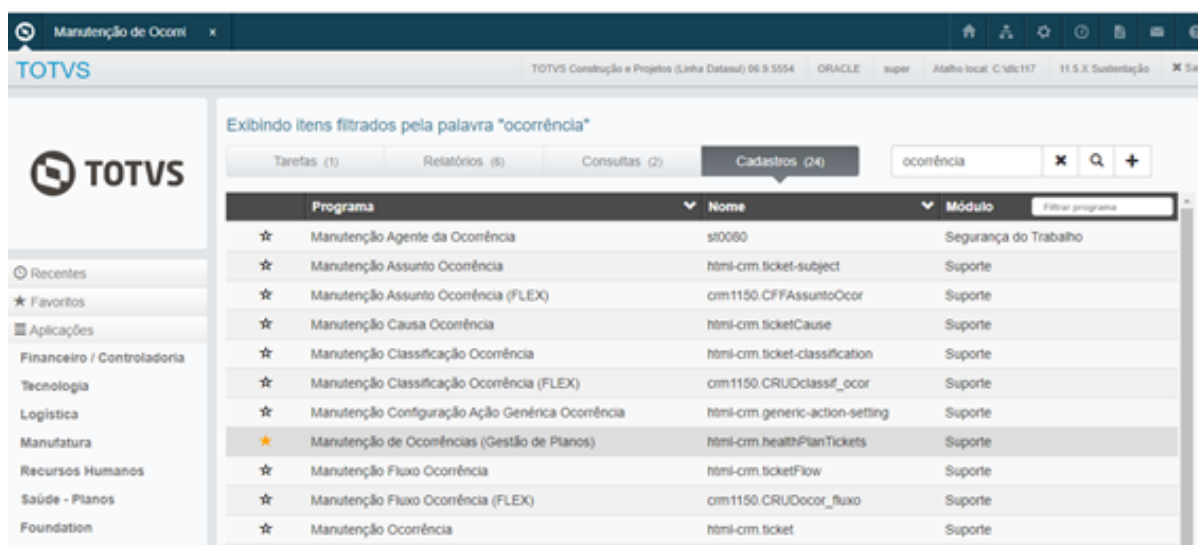 Manutenção de Ocorri ×
TOTVS
TOTVS Construção e Projetos (Linha Datasul) 06.9.5554 ORACLE super Atalho local: C:\dlc117 11.5.X Sustentação
TOTVS
Exibindo itens filtrados pela palavra "ocorrência"
Tarefas (1) Relatórios (6) Consultas (2) Cadastros (24) ocorrência
Programa Nome Módulo Filtrar programa
Manutenção Agente da Ocorrência st0080 Segurança do Trabalho
Manutenção Assunto Ocorrência html-crm.ticket-subject Suporte
Manutenção Assunto Ocorrência (FLEX) crm1150.CFFAssuntoOcor Suporte
Manutenção Causa Ocorrência html-crm.ticketCause Suporte
Manutenção Classificação Ocorrência html-crm.ticket-classification Suporte
Manutenção Classificação Ocorrência (FLEX) crm1150.CRUDclassif_ocor Suporte
Manutenção Configuração Ação Genérica Ocorrência html-crm.generic-action-setting Suporte
Manutenção de Ocorrências (Gestão de Planos) html-crm.healthPlanTickets Suporte
Manutenção Fluxo Ocorrência html-crm.ticketFlow Suporte
Manutenção Fluxo Ocorrência (FLEX) crm1150.CRUDocor_fluxo Suporte
Manutenção Ocorrência html-crm.ticket Suporte
Recentes
Favoritos
Aplicações
Financeiro / Controladoria
Tecnologia
Logística
Manufatura
Recursos Humanos
Saúde - Planos
Foundation